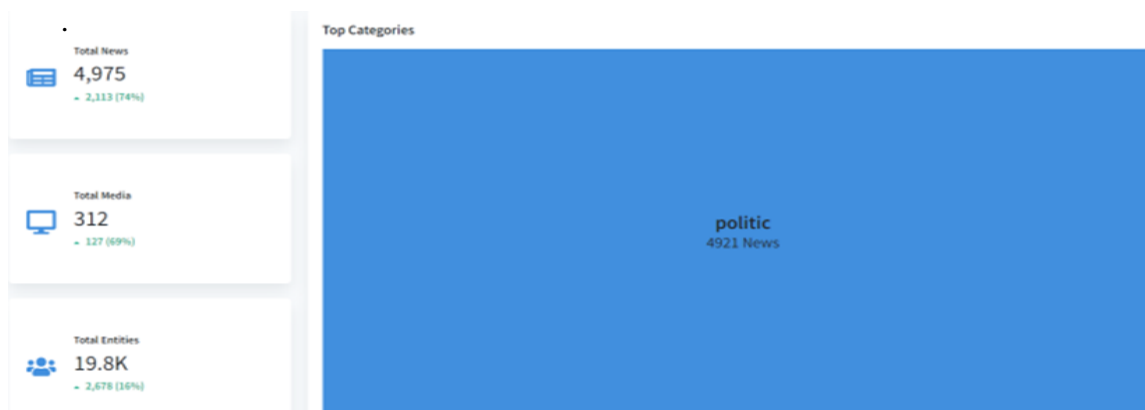 Total News
4,975
2,113 (74%)
Total Media
312
127 (69%)
Total Entities
19.8K
2,678 (16%)
Top Categories
politic
4921 News